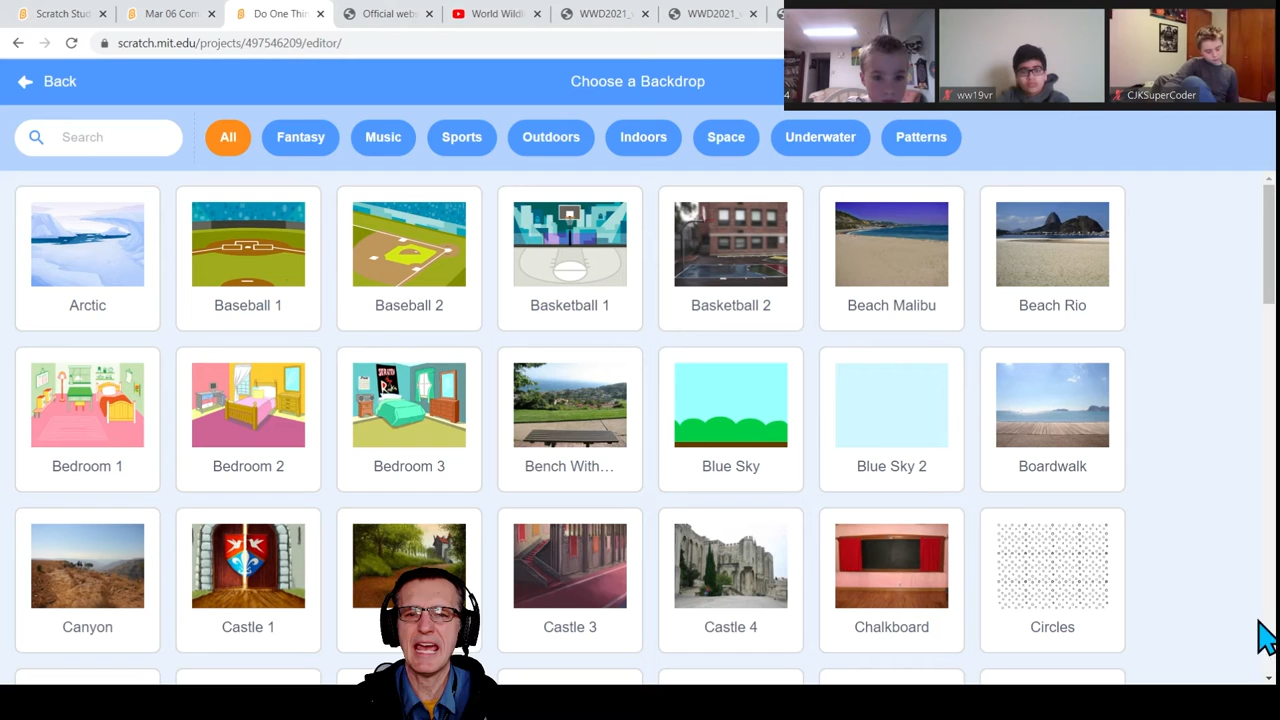 Scratch Stud
Mar 06 Com
Do One Thin
Official web
World Wildl
WWD2021_
WWD2021_
scratch.mit.edu/projects/497546209/editor/
4
ww19vr
CJKSuperCoder
Back
Choose a Backdrop
Search
All
Fantasy
Music
Sports
Outdoors
Indoors
Space
Underwater
Patterns
Arctic
Baseball 1
Baseball 2
Basketball 1
Basketball 2
Beach Malibu
Beach Rio
Bedroom 1
Bedroom 2
Bedroom 3
Bench With...
Blue Sky
Blue Sky 2
Boardwalk
Canyon
Castle 1
Castle 3
Castle 4
Chalkboard
Circles